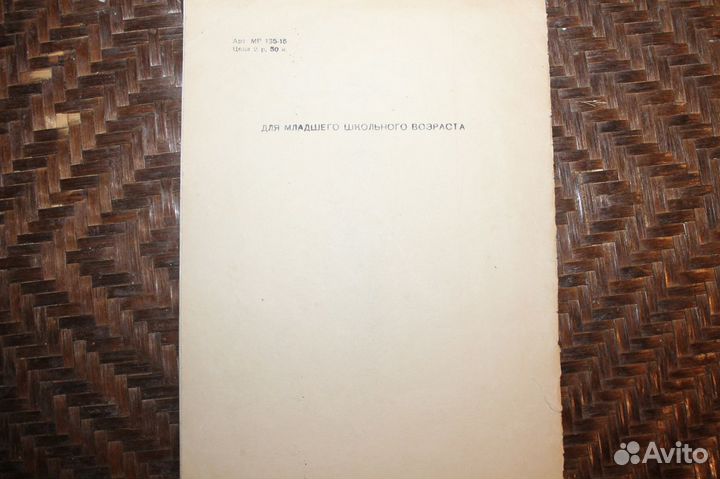 Арт. МР 135-15
Цена 2 р. 50 к.
ДЛЯ МЛАДШЕГО ШКОЛЬНОГО ВОЗРАСТА
Avito